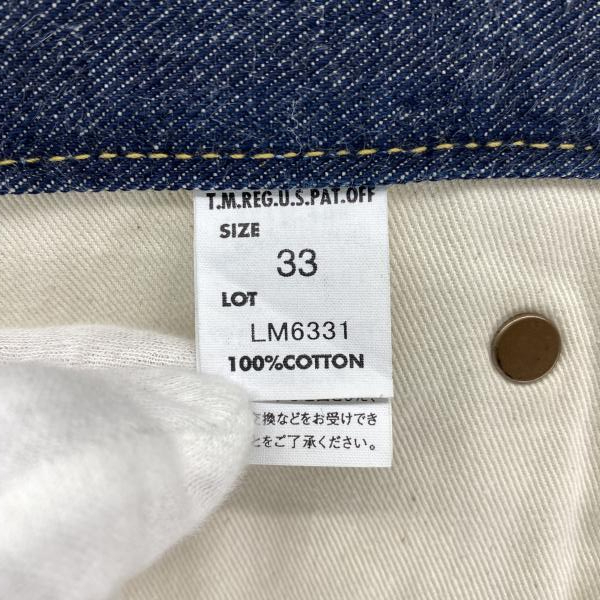 T.M.REG.U.S.PAT.OFF
SIZE
33
LOT
LM6331
100%COTTON
交換などをお受けでき
とをご了承ください。